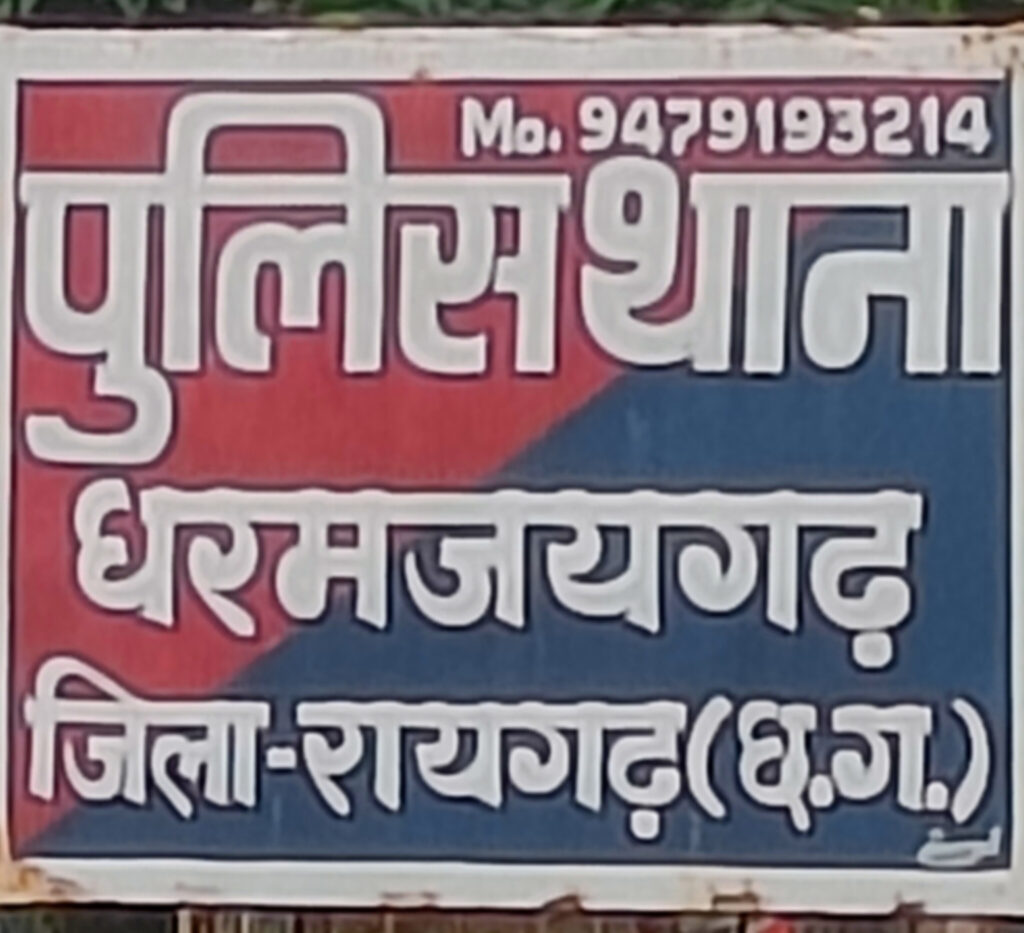 Mo. 9479193214
पुलिस थाना
धरमजयगढ़
जिला-रायगढ़(छ.ग.)